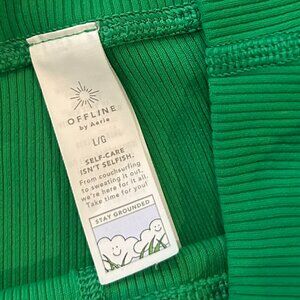 OFFLINE
by Aerie
L/G
SELF-CARE
ISN'T SELFISH.
From couchsurfing
to sweating it out,
we're here for it all.
Take time for you!
STAY GROUNDED